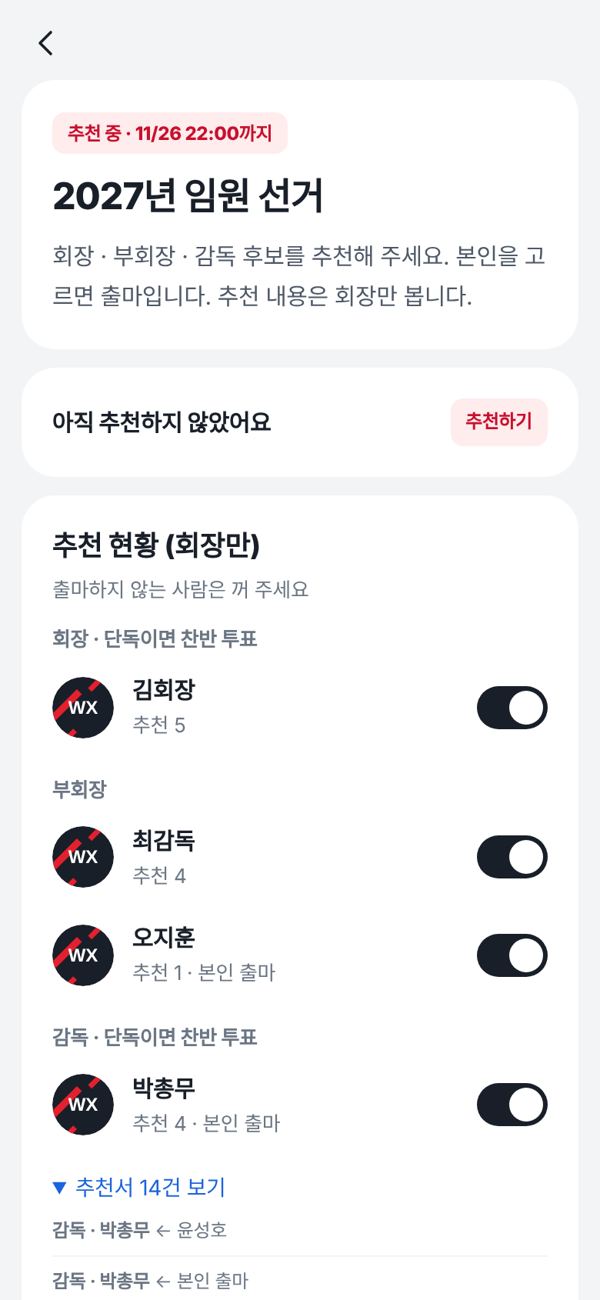 추천 중 · 11/26 22:00까지
2027년 임원 선거
회장 · 부회장 · 감독 후보를 추천해 주세요. 본인을 고
르면 출마입니다. 추천 내용은 회장만 봅니다.
아직 추천하지 않았어요
추천하기
추천 현황 (회장만)
출마하지 않는 사람은 꺼 주세요
회장 · 단독이면 찬반 투표
WX
김회장
추천 5
부회장
WX
최감독
추천 4
WX
오지훈
추천 1 · 본인 출마
감독 · 단독이면 찬반 투표
WX
박총무
추천 4 · 본인 출마
▼ 추천서 14건 보기
감독 · 박총무 ← 윤성호
감독 · 박총무 ← 본인 출마